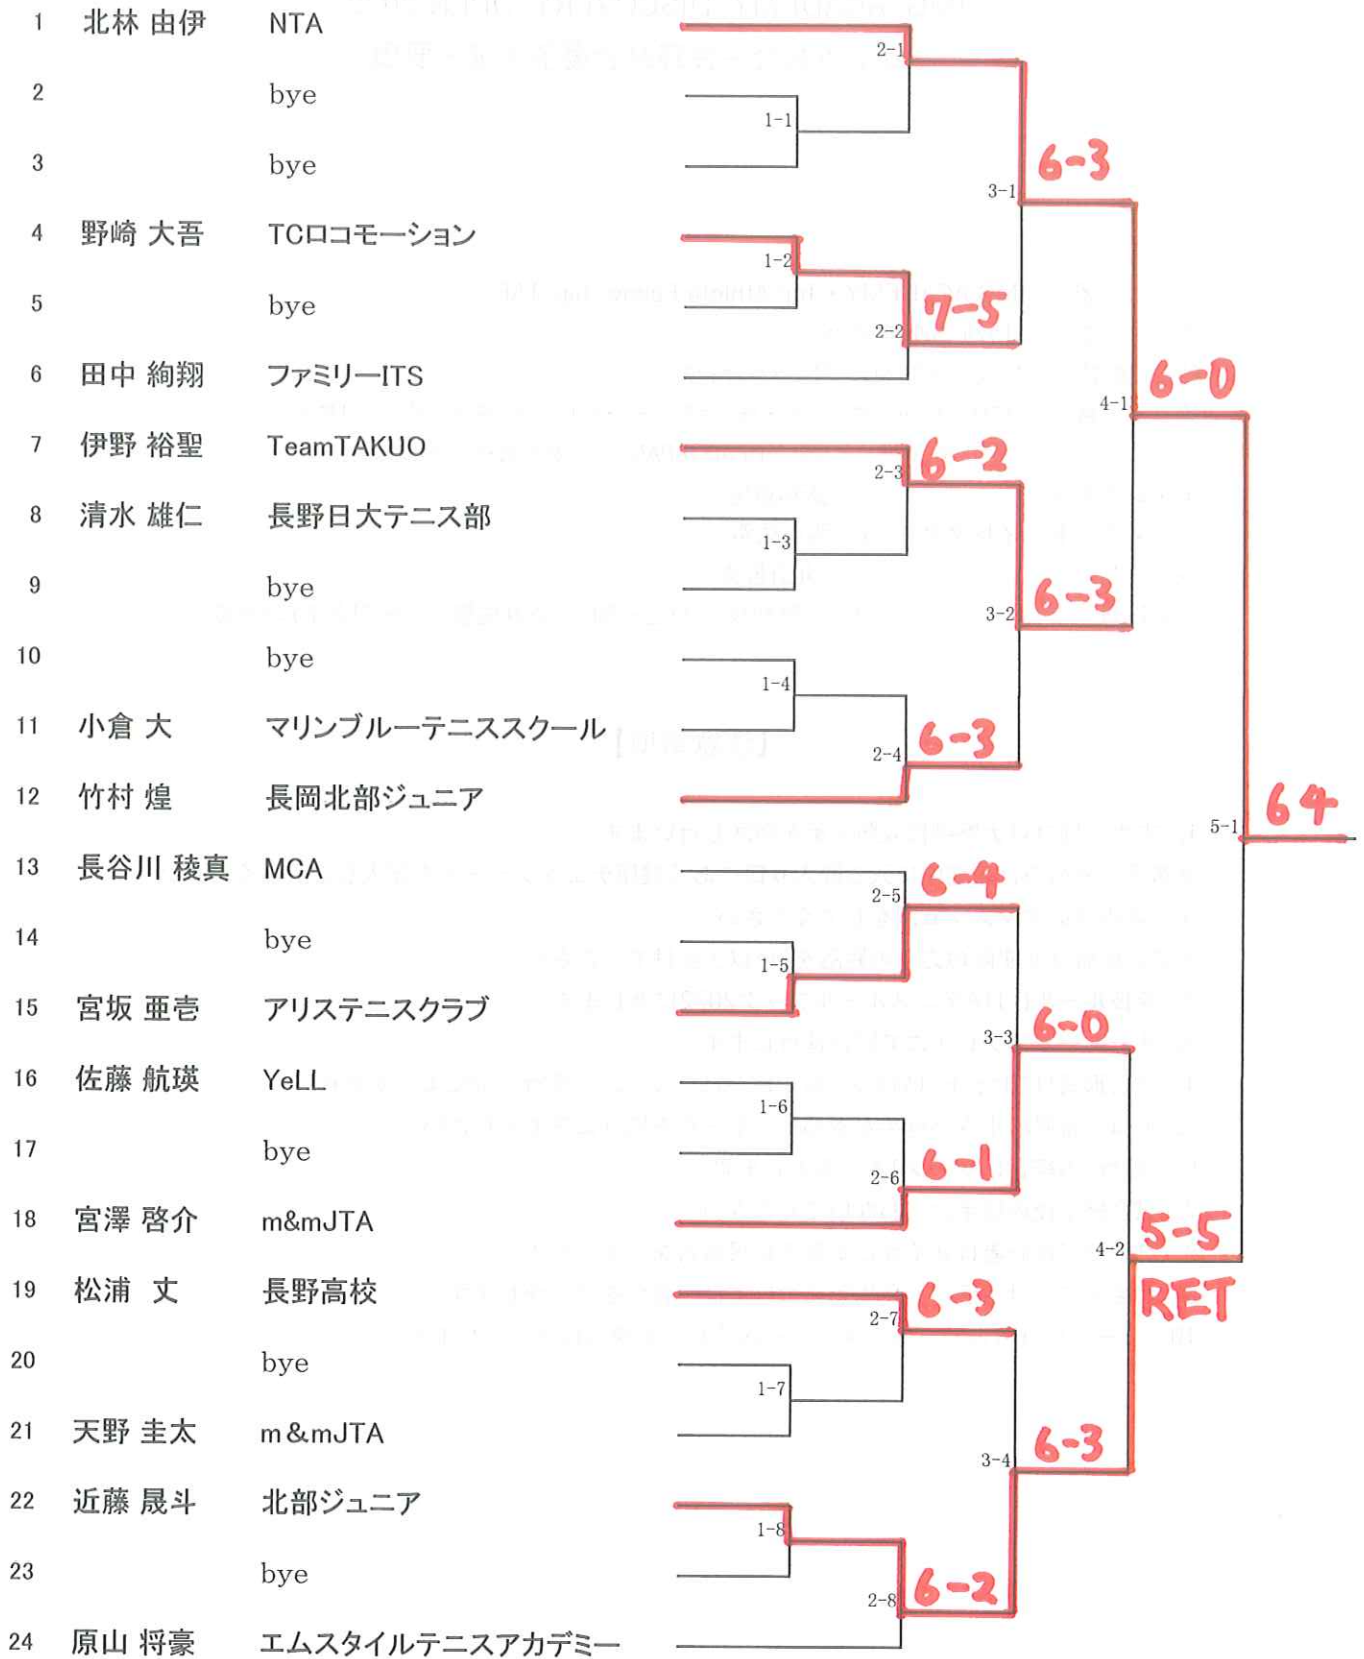 1 北林 由伊 NTA
2-1
2 bye
1-1
3 bye
6-3
3-1
4 野崎 大吾 TCロコモーション
1-2
5 bye
7-5
2-2
6 田中 絢翔 ファミリーITS
6-0
4-1
7 伊野 裕聖 TeamTAKUO
6-2
2-3
8 清水 雄仁 長野日大テニス部
1-3
9 bye
6-3
3-2
10 bye
1-4
11 小倉 大 マリンブルーテニススクール
6-3
2-4
12 竹村 煌 長岡北部ジュニア
6 4
5-1
13 長谷川 稜真 MCA
6-4
2-5
14 bye
1-5
15 宮坂 亜壱 アリステニスクラブ
6-0
3-3
16 佐藤 航瑛 YeLL
1-6
17 bye
6-1
2-6
18 宮澤 啓介 m&mJTA
5-5
4-2
RET
19 松浦 丈 長野高校
6-3
2-7
20 bye
1-7
21 天野 圭太 m&mJTA
6-3
3-4
22 近藤 晟斗 北部ジュニア
1-8
23 bye
6-2
2-8
24 原山 将豪 エムスタイルテニスアカデミー